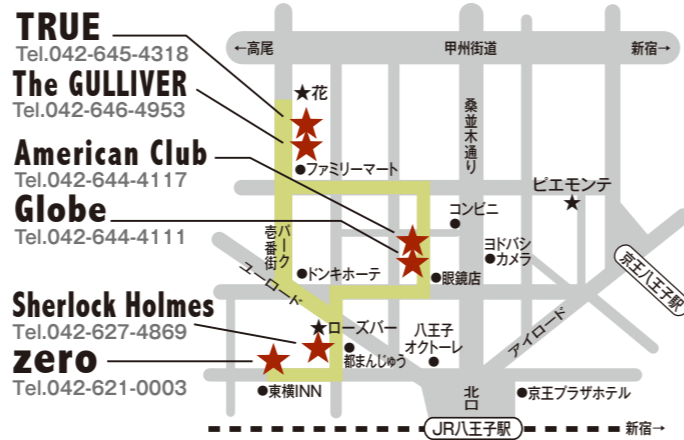 TRUE
Tel.042-645-4318
The GULLIVER
Tel.042-646-4953
American Club
Tel.042-644-4117
Globe
Tel.042-644-4111
Sherlock Holmes
Tel.042-627-4869
zero
Tel.042-621-0003
←高尾
甲州街道
新宿→
★花
●ファミリーマート
桑並木通り
ピエモンテ
★
コンビニ
●
パーク
壱番街
ヨドバシ
●カメラ
京王八王子駅
ユーロード
●ドンキホーテ
●眼鏡店
★ローズバー
●
都まんじゅう
八王子
オクトーレ
●
アイロード
●東横INN
北口
●京王プラザホテル
JR八王子駅
新宿→